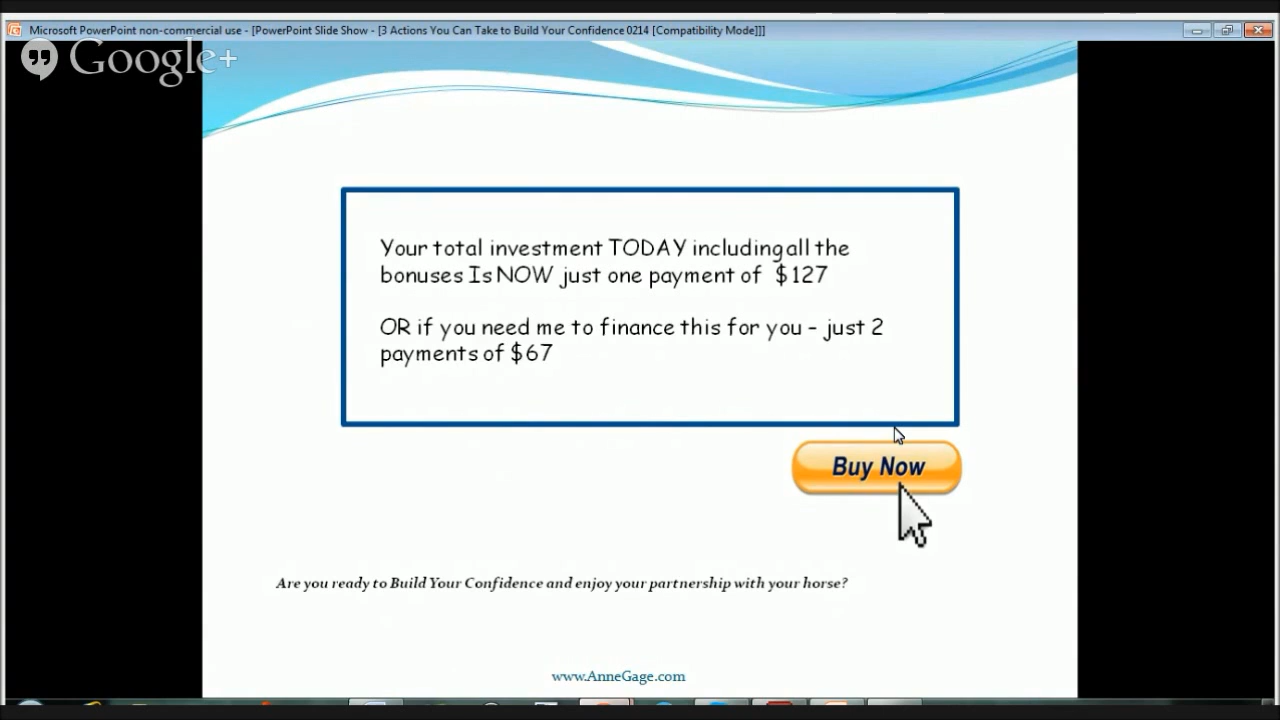 Microsoft PowerPoint non-commercial use - [PowerPoint Slide Show - [3 Actions You Can Take to Build Your Confidence 0214 [Compatibility Mode]]]
Google+
Your total investment TODAY including all the
bonuses Is NOW just one payment of $127
OR if you need me to finance this for you – just 2
payments of $67
Buy Now
Are you ready to Build Your Confidence and enjoy your partnership with your horse?
www.AnneGage.com